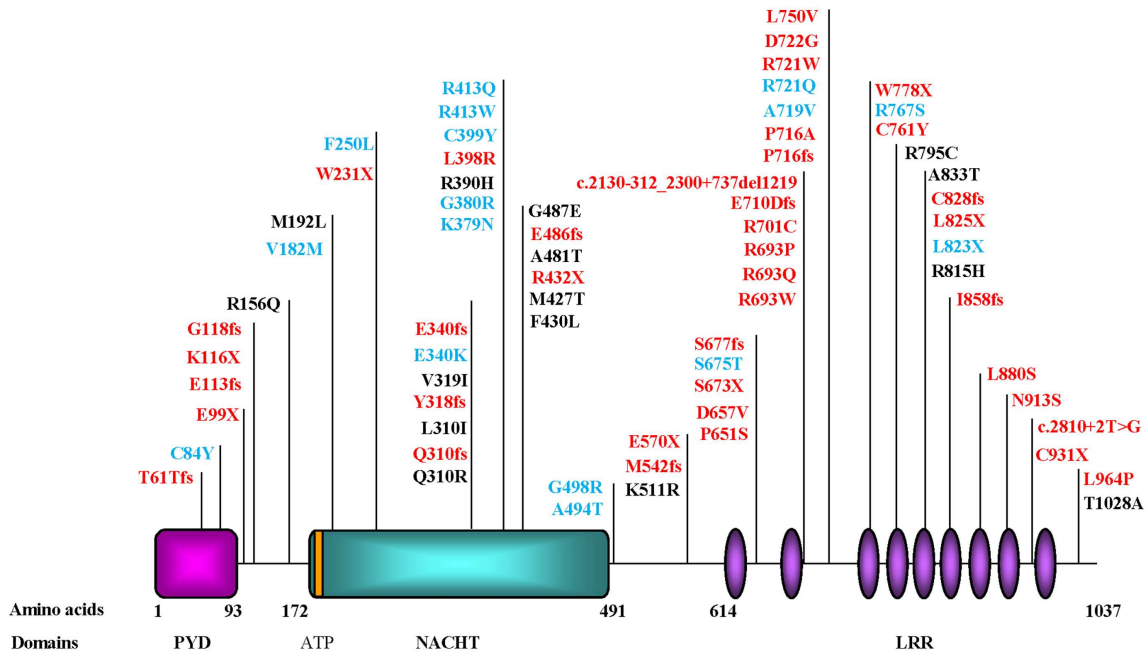 L750V
D722G
R721W
R721Q
A719V
P716A
P716fs
c.2130-312_2300+737del1219
E710Dfs
R701C
R693P
R693Q
R693W
R413Q
R413W
C399Y
L398R
R390H
G380R
K379N
W778X
R767S
C761Y
R795C
A833T
C828fs
L825X
L823X
R815H
F250L
W231X
M192L
V182M
G487E
E486fs
A481T
R432X
M427T
F430L
R156Q
G118fs
K116X
E113fs
E99X
C84Y
T61Tfs
E340fs
E340K
V319I
Y318fs
L310I
Q310fs
Q310R
G498R
A494T
E570X
M542fs
K511R
S677fs
S675T
S673X
D657V
P651S
I858fs
L880S
N913S
c.2810+2T>G
C931X
L964P
T1028A
Amino acids 1 93 172 491 614 1037
Domains PYD ATP NACHT LRR